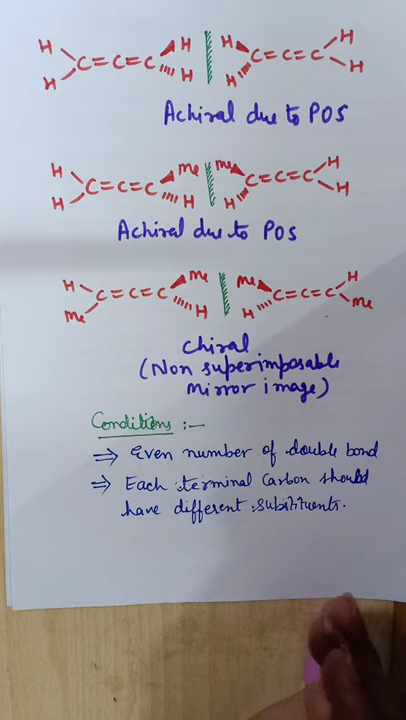 H H H H
C=C=C C=C=C
H H H H
Achiral due to POS
H me me H
C=C=C C=C=C
H H H H
Achiral due to POS
H me me H
C=C=C C=C=C
me H H me
chiral
(Non superimposable
mirror image)
Conditions :-
⇒ Even number of double bond
⇒ Each terminal Carbon should
have different substituents.